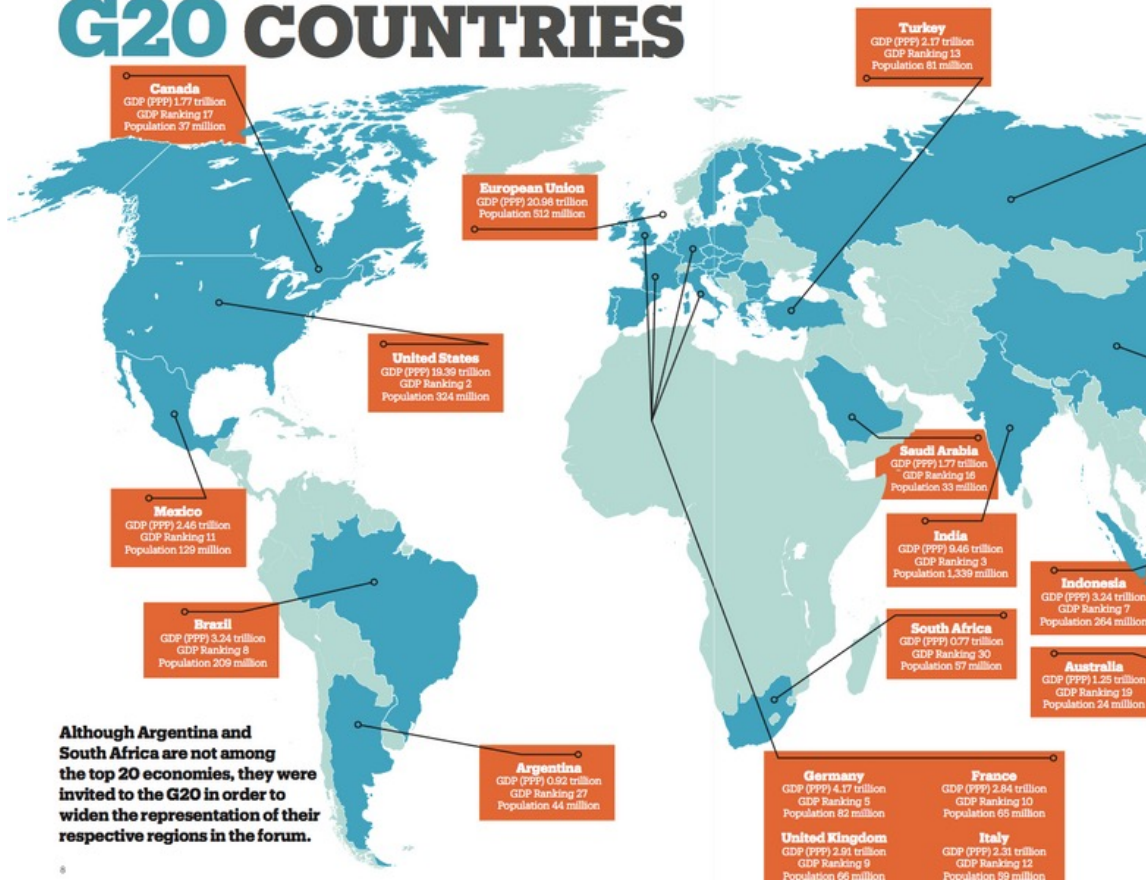 G20 COUNTRIES
Turkey
GDP (PPP) 2.17 trillion
GDP Ranking 13
Population 81 million
Canada
GDP (PPP) 1.77 trillion
GDP Ranking 17
Population 37 million
European Union
GDP (PPP) 20.98 trillion
Population 512 million
United States
GDP (PPP) 19.39 trillion
GDP Ranking 2
Population 324 million
Saudi Arabia
GDP (PPP) 1.77 trillion
GDP Ranking 16
Population 33 million
Mexico
GDP (PPP) 2.46 trillion
GDP Ranking 11
Population 129 million
India
GDP (PPP) 9.46 trillion
GDP Ranking 3
Population 1,339 million
Indonesia
GDP (PPP) 3.24 trillion
GDP Ranking 7
Population 264 million
Brazil
GDP (PPP) 3.24 trillion
GDP Ranking 8
Population 209 million
South Africa
GDP (PPP) 0.77 trillion
GDP Ranking 30
Population 57 million
Australia
GDP (PPP) 1.25 trillion
GDP Ranking 19
Population 24 million
Although Argentina and
South Africa are not among
the top 20 economies, they were
invited to the G20 in order to
widen the representation of their
respective regions in the forum.
Argentina
GDP (PPP) 0.92 trillion
GDP Ranking 27
Population 44 million
Germany
GDP (PPP) 4.17 trillion
GDP Ranking 5
Population 82 million
France
GDP (PPP) 2.84 trillion
GDP Ranking 10
Population 65 million
United Kingdom
GDP (PPP) 2.91 trillion
GDP Ranking 9
Population 66 million
Italy
GDP (PPP) 2.31 trillion
GDP Ranking 12
Population 59 million
8